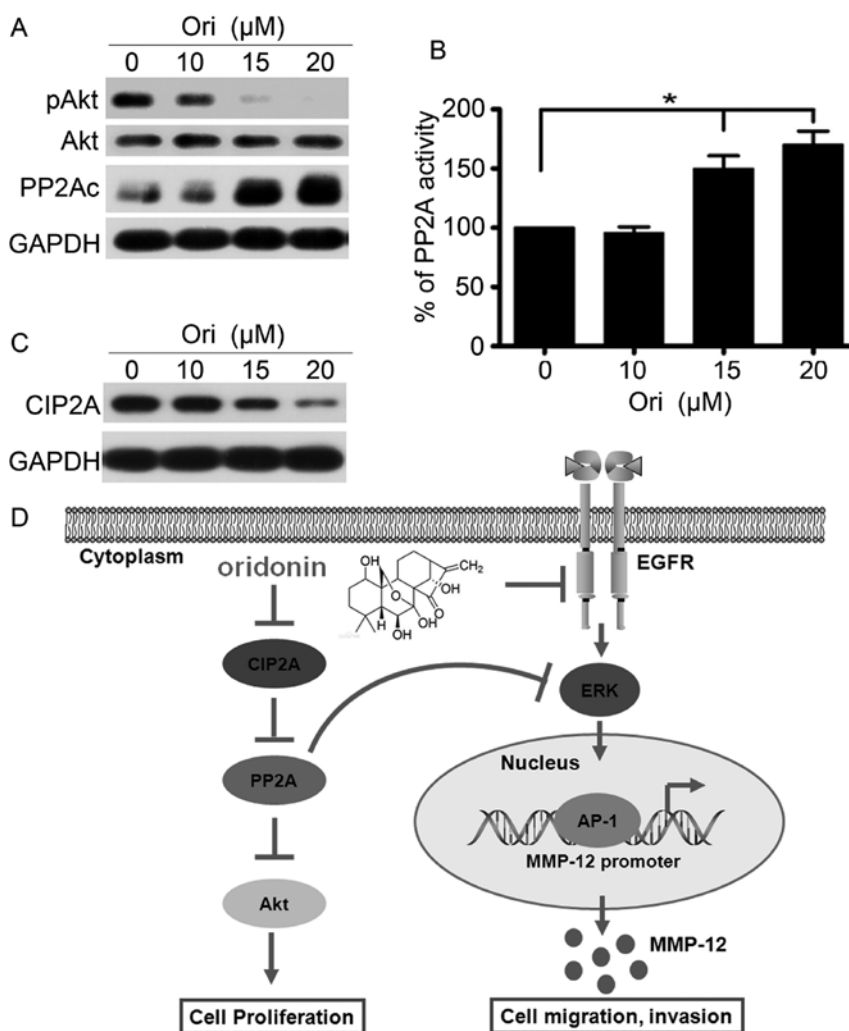 A
Ori (µM)
0 10 15 20
pAkt
Akt
PP2Ac
GAPDH
B
% of PP2A activity
200
150
100
50
0
*
0 10 15 20
Ori (µM)
C
Ori (µM)
0 10 15 20
CIP2A
GAPDH
D
Cytoplasm
oridonin
OH
CH₂
O
OH
O
H
OH
OH
EGFR
CIP2A
ERK
PP2A
Nucleus
AP-1
MMP-12 promoter
Akt
MMP-12
Cell Proliferation
Cell migration, invasion